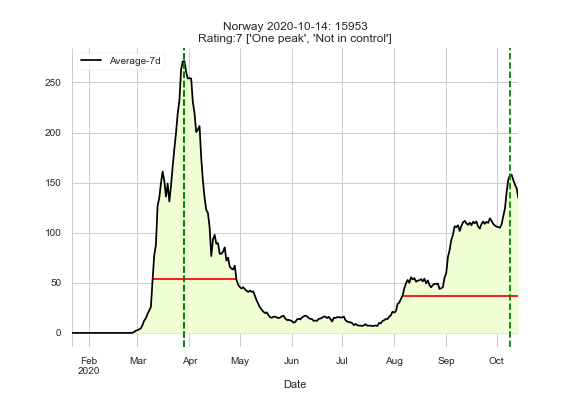 Norway 2020-10-14: 15953
Rating:7 ['One peak', 'Not in control']
Average-7d
250
200
150
100
50
0
Feb
2020
Mar
Apr
May
Jun
Jul
Aug
Sep
Oct
Date